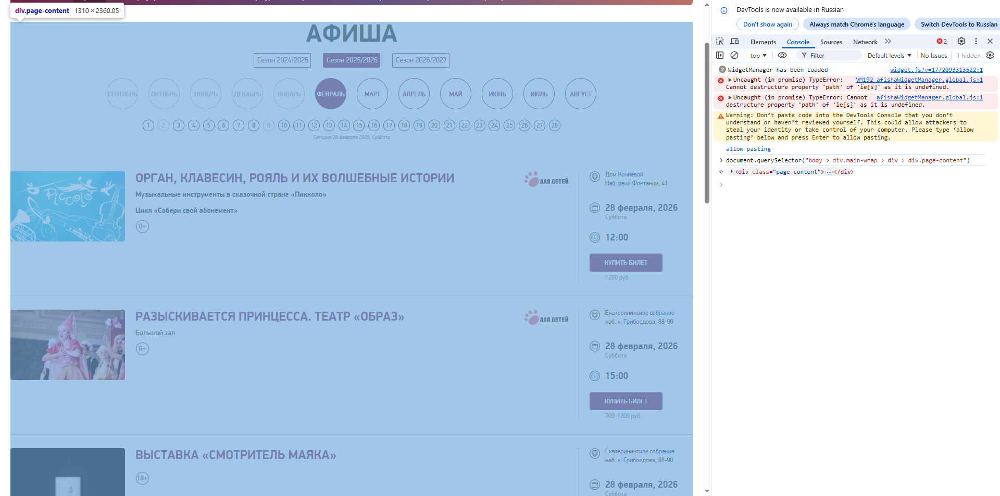 div.page-content 1310 × 2360.05
АФИША
Сезон 2024/2025
Сезон 2025/2026
Сезон 2026/2027
СЕНТЯБРЬ
ОКТЯБРЬ
НОЯБРЬ
ДЕКАБРЬ
ЯНВАРЬ
ФЕВРАЛЬ
МАРТ
АПРЕЛЬ
МАЙ
ИЮНЬ
ИЮЛЬ
АВГУСТ
1 2 3 4 5 6 7 8 9 10 11 12 13 14 15 16 17 18 19 20 21 22 23 24 25 26 27 28
Сегодня 28 февраля 2026, Суббота
Piccolo
ОРГАН, КЛАВЕСИН, РОЯЛЬ И ИХ ВОЛШЕБНЫЕ ИСТОРИИ
Музыкальные инструменты в сказочной стране «Пикколо»
Цикл «Собери свой абонемент»
0+
ДЛЯ ДЕТЕЙ
Дом Кочневой
Наб. реки Фонтанки, 41
28 февраля, 2026
Суббота
12:00
КУПИТЬ БИЛЕТ
1200 руб.
РАЗЫСКИВАЕТСЯ ПРИНЦЕССА. ТЕАТР «ОБРАЗ»
Большой зал
6+
ДЛЯ ДЕТЕЙ
Екатерининское собрание
наб. к. Грибоедова, 88-90
28 февраля, 2026
Суббота
15:00
КУПИТЬ БИЛЕТ
700-1200 руб.
ВЫСТАВКА «СМОТРИТЕЛЬ МАЯКА»
18+
Екатерининское собрание
наб. к. Грибоедова, 88-90
28 февраля, 2026
Суббота
DevTools is now available in Russian
Don't show again
Always match Chrome's language
Switch DevTools to Russian
Elements
Console
Sources
Network
2
top
Filter
Default levels
No Issues
1 hidden
2 WidgetManager has been Loaded widget.js?v=1772093313522:1
Uncaught (in promise) TypeError: VM192 afishaWidgetManager.global.js:1
Cannot destructure property 'path' of 'ie[s]' as it is undefined.
Uncaught (in promise) TypeError: Cannot afishaWidgetManager.global.js:1
destructure property 'path' of 'ie[s]' as it is undefined.
Warning: Don’t paste code into the DevTools Console that you don’t
understand or haven’t reviewed yourself. This could allow attackers to
steal your identity or take control of your computer. Please type ‘allow
pasting’ below and press Enter to allow pasting.
allow pasting
document.querySelector("body > div.main-wrap > div > div.page-content")
<div class="page-content">…</div>